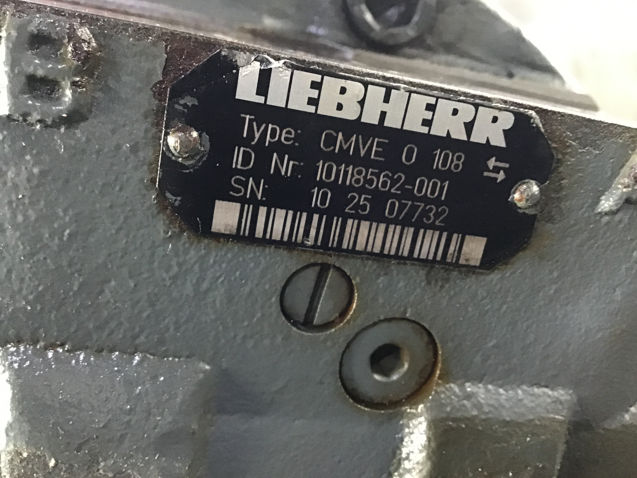 LIEBHERR
Type: CMVE 0 108
ID Nr: 10118562-001
SN: 10 25 07732